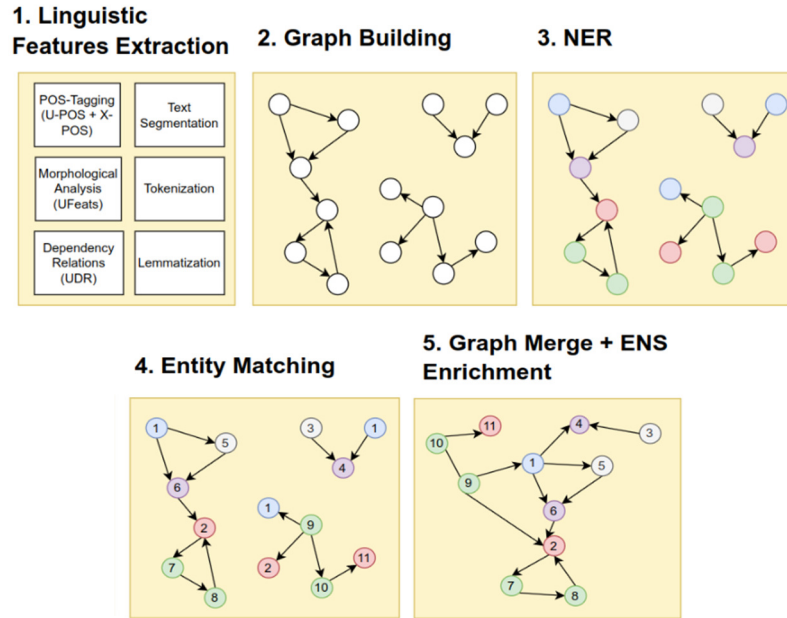 1. Linguistic
Features Extraction
2. Graph Building
3. NER
POS-Tagging
(U-POS + X-
POS)
Text
Segmentation
Morphological
Analysis
(UFeats)
Tokenization
Dependency
Relations
(UDR)
Lemmatization
4. Entity Matching
5. Graph Merge + ENS
Enrichment
1
5
6
2
7
8
3
1
4
1
9
2
10
11
11
10
9
1
4
3
5
6
2
7
8